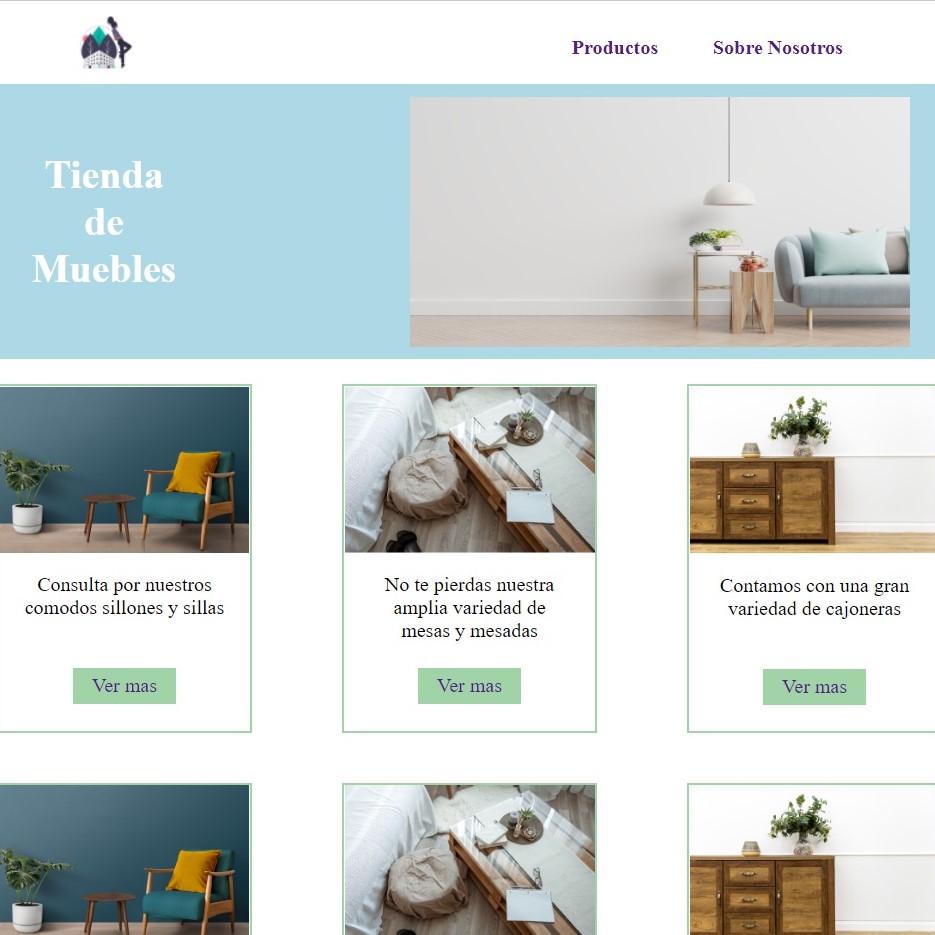 Productos
Sobre Nosotros
Tienda
de
Muebles
Consulta por nuestros
comodos sillones y sillas
Ver mas
No te pierdas nuestra
amplia variedad de
mesas y mesadas
Ver mas
Contamos con una gran
variedad de cajoneras
Ver mas